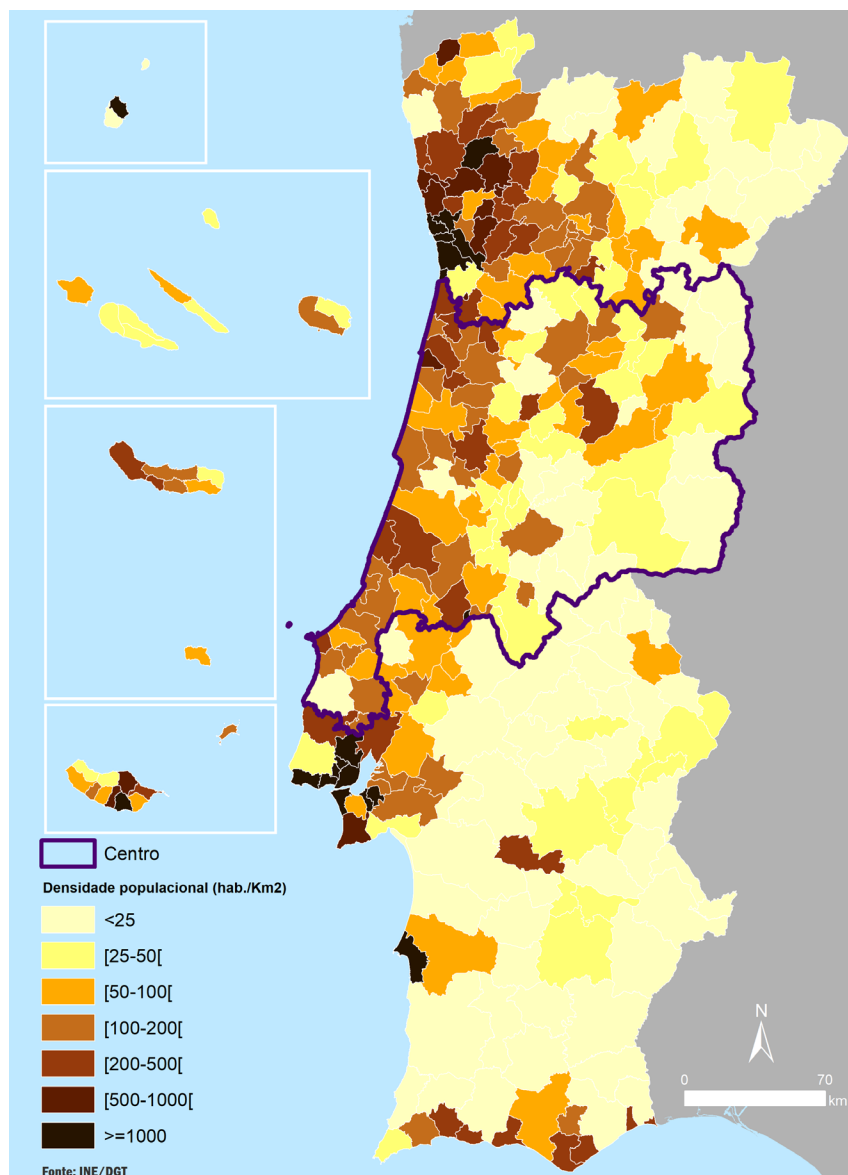 Centro
Densidade populacional (hab./Km2)
<25
[25-50[
[50-100[
[100-200[
[200-500[
[500-1000[
>=1000
Fonte: INE/DGT
N
0 70
km